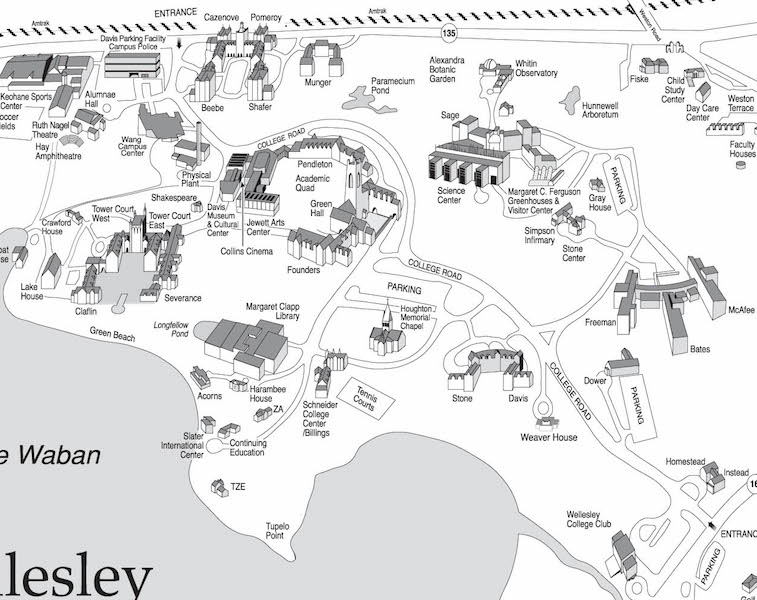 Amtrak
ENTRANCE
Amtrak
135
Weston Road
Cazenove
Pomeroy
Davis Parking Facility
Campus Police
Munger
Beebe
Shafer
Keohane Sports
Center
Alumnae
Hall
Ruth Nagel
Theatre
Hay
Amphitheatre
Wang
Campus
Center
Physical
Plant
Paramecium
Pond
Alexandra
Botanic
Garden
Whitin
Observatory
Hunnewell
Arboretum
Fiske
Child
Study
Center
Day Care
Center
Weston
Terrace
Faculty
Houses
COLLEGE ROAD
Pendleton
Academic
Quad
Green
Hall
Sage
Science
Center
Margaret C. Ferguson
Greenhouses &
Visitor Center
Gray
House
PARKING
Simpson
Infirmary
Stone
Center
Shakespeare
Davis
Museum
& Cultural
Center
Jewett Arts
Center
Collins Cinema
Founders
Tower Court
West
Tower Court
East
Crawford
House
Lake
House
Claflin
Severance
Green Beach
COLLEGE ROAD
PARKING
Houghton
Memorial
Chapel
Margaret Clapp
Library
Longfellow
Pond
Freeman
McAfee
Bates
Acorns
Harambee
House
ZA
Schneider
College
Center
/Billings
Tennis
Courts
Stone
Davis
COLLEGE ROAD
Dower
PARKING
Weaver House
Slater
International
Center
Continuing
Education
TZE
Tupelo
Point
e Waban
Homestead
Instead
16
ENTRANC
Wellesley
College Club
PARKING
llesley